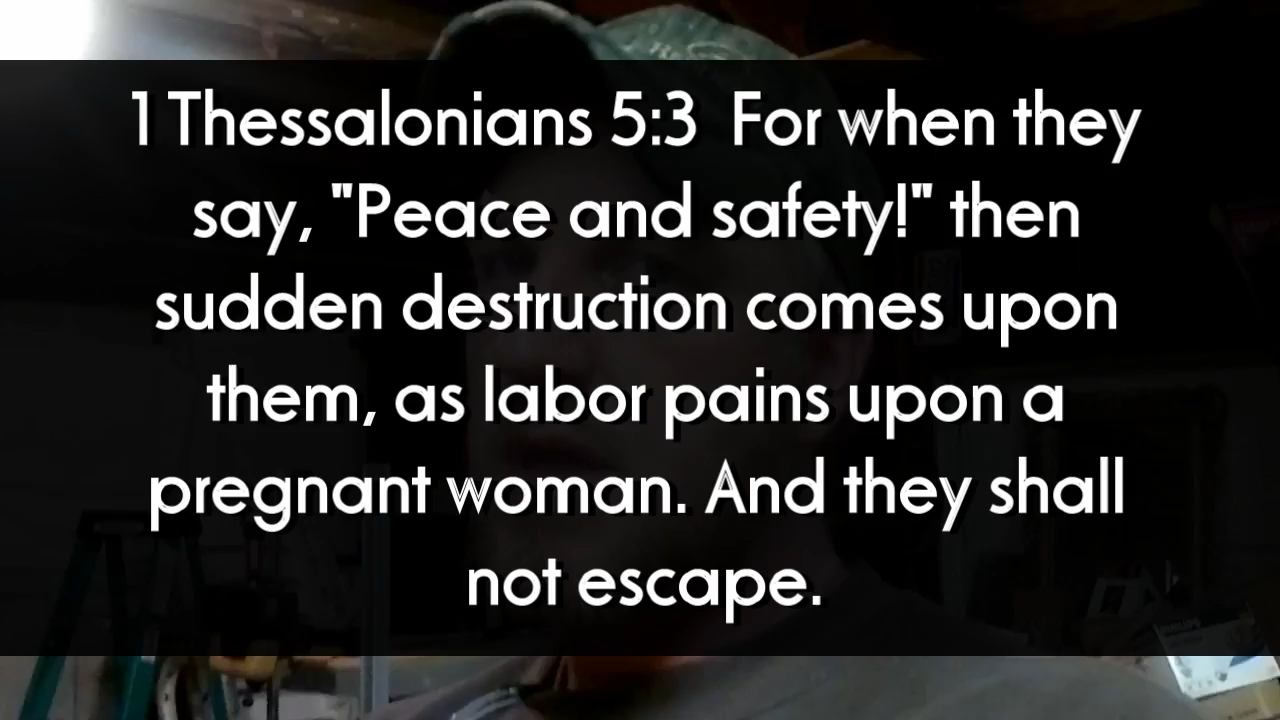 1 Thessalonians 5:3 For when they
say, "Peace and safety!" then
sudden destruction comes upon
them, as labor pains upon a
pregnant woman. And they shall
not escape.